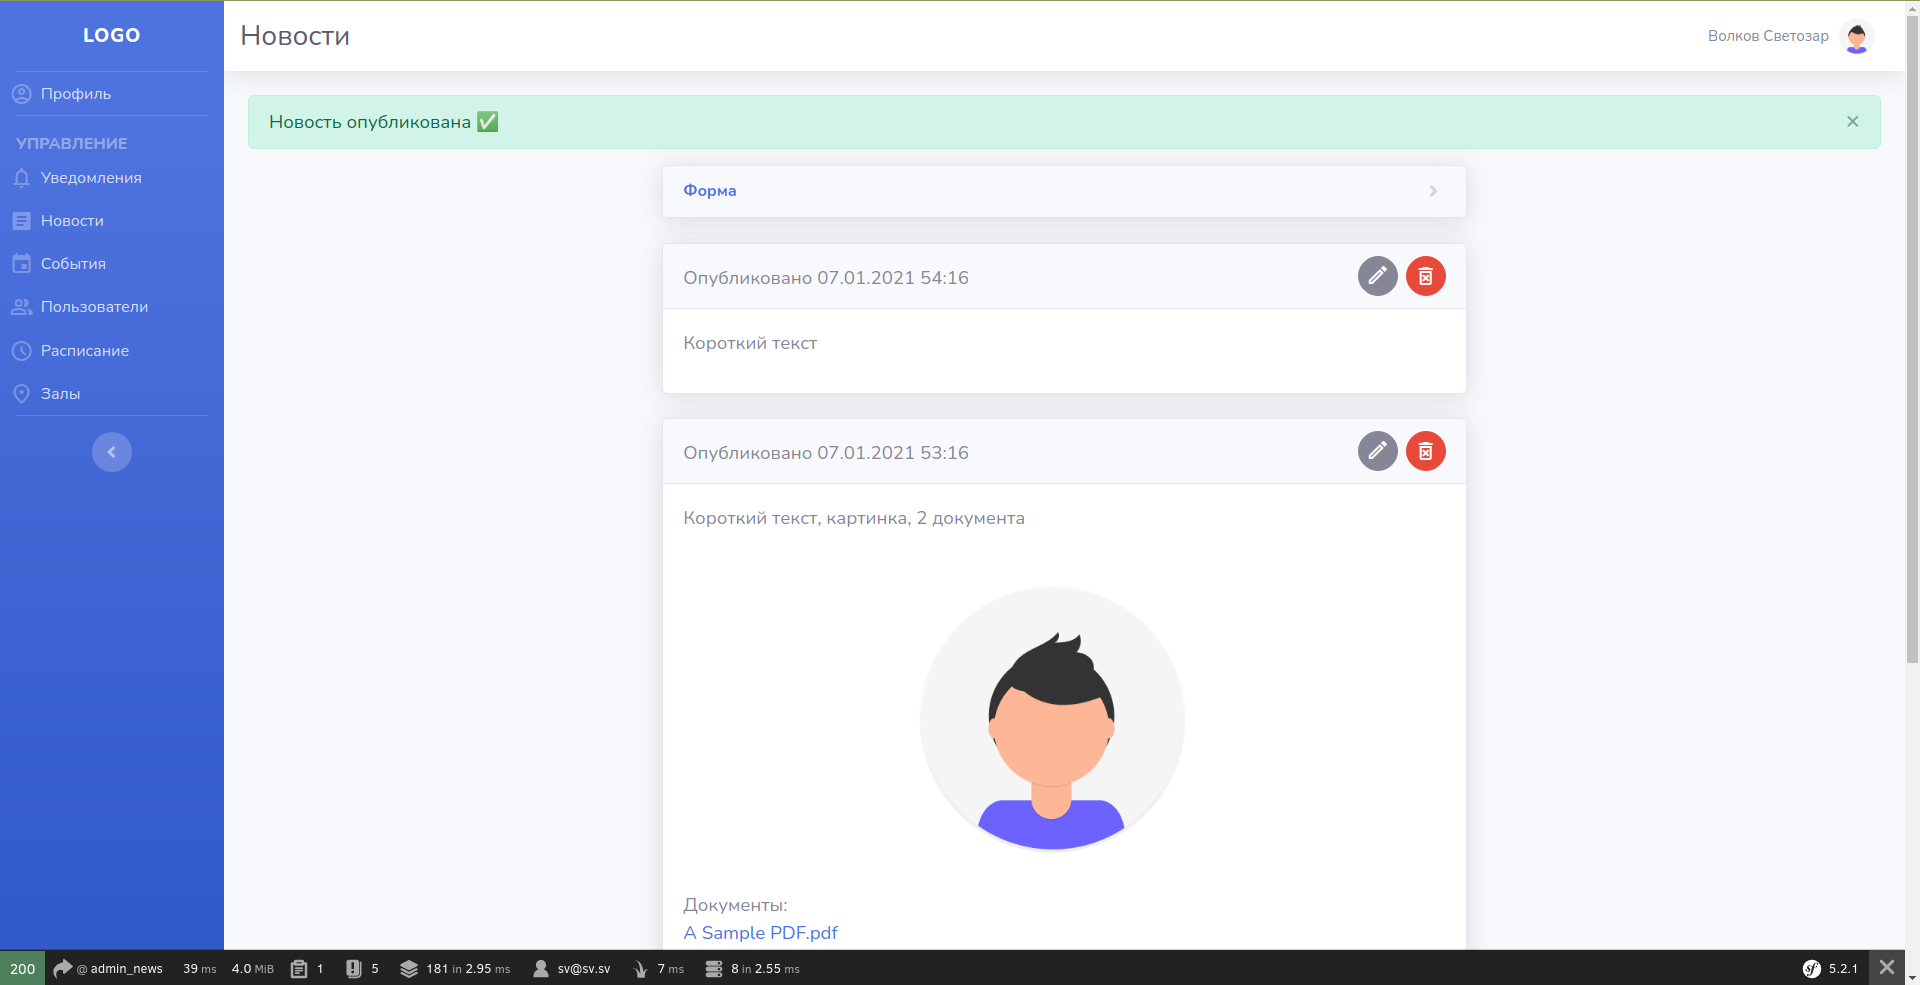 LOGO
Профиль
УПРАВЛЕНИЕ
Уведомления
Новости
События
Пользователи
Расписание
Залы
Новости
Волков Светозар
Новость опубликована ✅
Форма
Опубликовано 07.01.2021 54:16
Короткий текст
Опубликовано 07.01.2021 53:16
Короткий текст, картинка, 2 документа
Документы:
A Sample PDF.pdf
200 @ admin_news 39 ms 4.0 MiB 1 5 181 in 2.95 ms sv@sv.sv 7 ms 8 in 2.55 ms sf 5.2.1